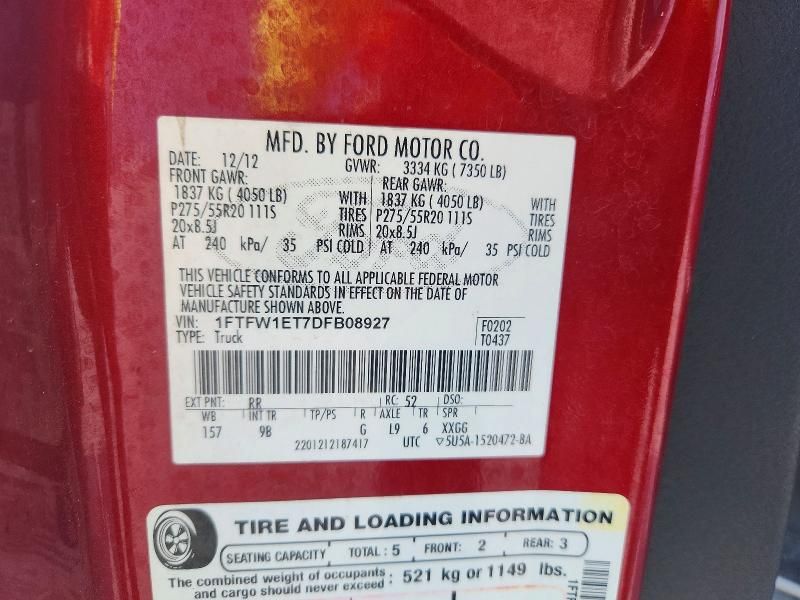 MFD. BY FORD MOTOR CO.
DATE: 12/12 GVWR: 3334 KG ( 7350 LB)
FRONT GAWR: REAR GAWR:
1837 KG ( 4050 LB) WITH 1837 KG ( 4050 LB) WITH
P275/55R20 111S TIRES P275/55R20 111S TIRES
20x8.5J RIMS 20x8.5J RIMS
AT 240 kPa/ 35 PSI COLD AT 240 kPa/ 35 PSI COLD
THIS VEHICLE CONFORMS TO ALL APPLICABLE FEDERAL MOTOR
VEHICLE SAFETY STANDARDS IN EFFECT ON THE DATE OF
MANUFACTURE SHOWN ABOVE.
VIN: 1FTFW1ET7DFB08927 F0202
TYPE: Truck T0437
EXT PNT: RR RC: 52 DSO:
WB INT TR TP/PS R AXLE TR SPR
157 9B G L9 6 XXGG
2201212187417 UTC ▽5U5A-1520472-BA
TIRE AND LOADING INFORMATION
SEATING CAPACITY TOTAL : 5 FRONT: 2 REAR: 3
The combined weight of occupants and cargo should never exceed : 521 kg or 1149 lbs.